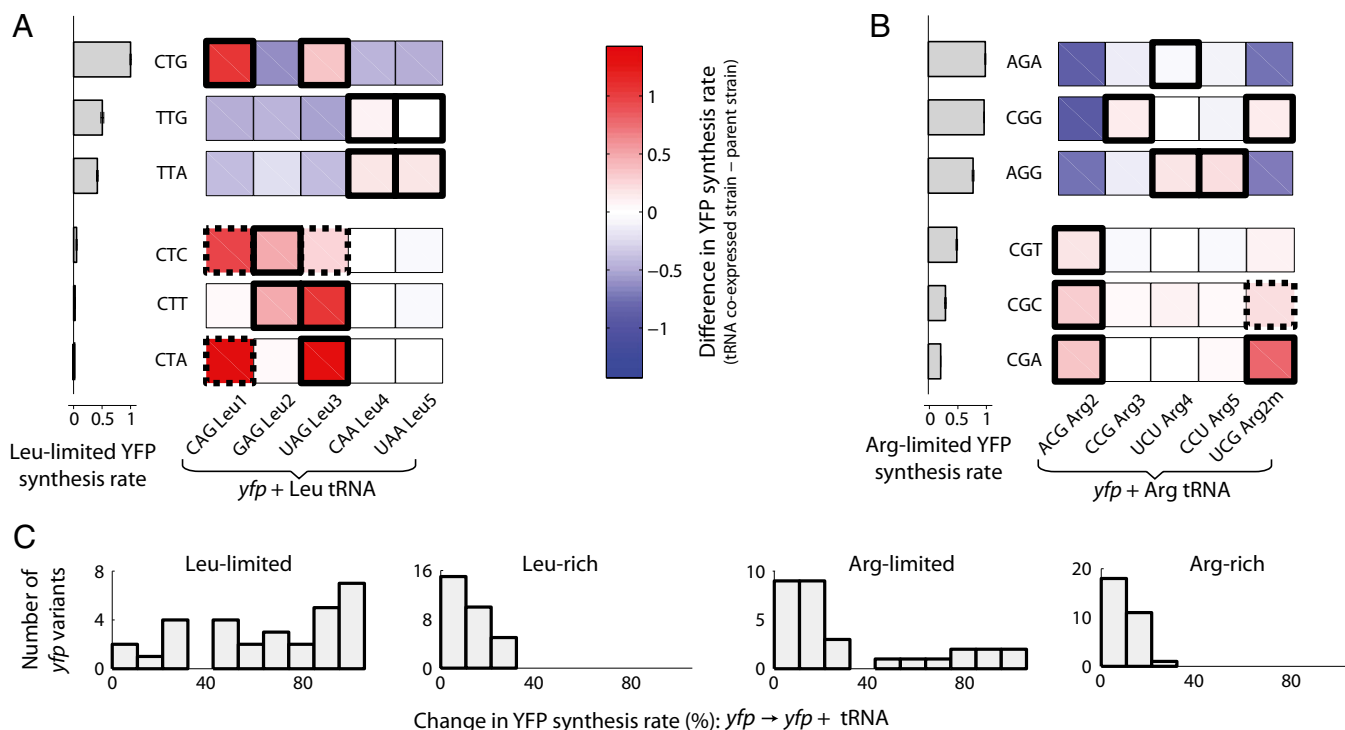 A
CTG
TTG
TTA
CTC
CTT
CTA
0 0.5 1
Leu-limited YFP
synthesis rate
CAG Leu1
GAG Leu2
UAG Leu3
CAA Leu4
UAA Leu5
yfp + Leu tRNA
1
0.5
0
−0.5
−1
Difference in YFP synthesis rate
(tRNA co-expressed strain – parent strain)
B
AGA
CGG
AGG
CGT
CGC
CGA
0 0.5 1
Arg-limited YFP
synthesis rate
ACG Arg2
CCG Arg3
UCU Arg4
CCU Arg5
UCG Arg2m
yfp + Arg tRNA
C
Number of
yfp variants
Leu-limited
8
4
0
0 40 80
Leu-rich
16
8
0
0 40 80
Arg-limited
10
5
0
0 40 80
Arg-rich
20
10
0
0 40 80
Change in YFP synthesis rate (%): yfp → yfp + tRNA